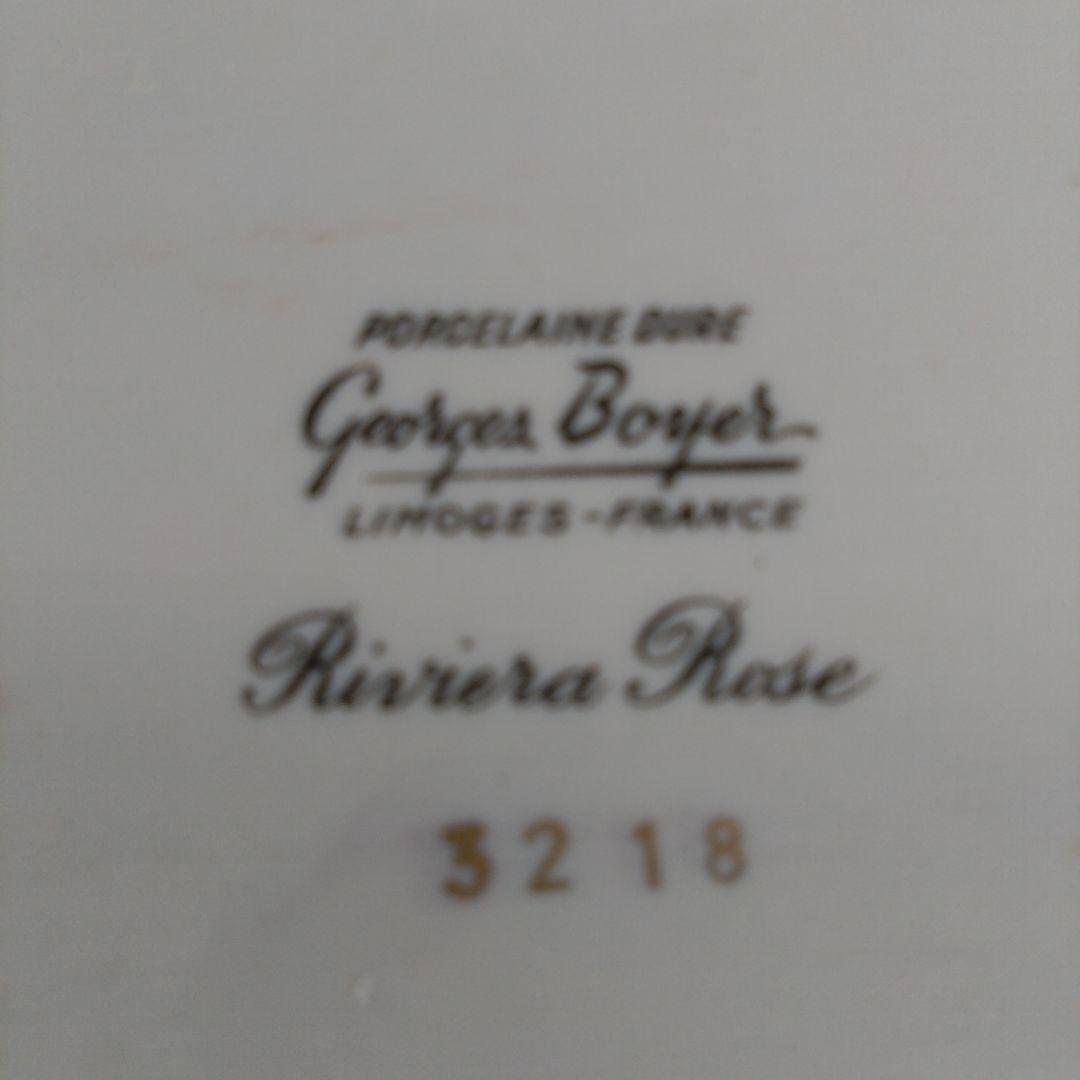 PORCELAINE DURE
Georges Boyer
LIMOGES - FRANCE
Riviera Rose
3218